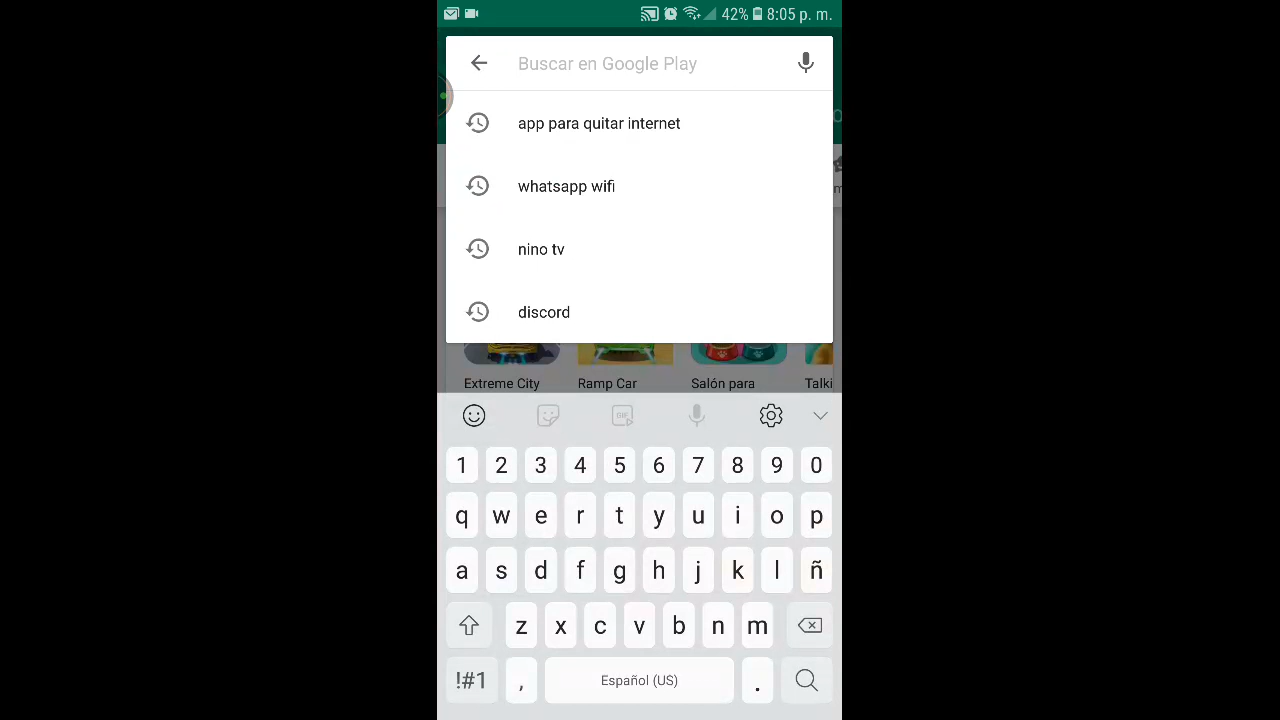 42% 8:05 p. m.
Buscar en Google Play
app para quitar internet
whatsapp wifi
nino tv
discord
Extreme City Ramp Car Salón para Talki
GIF
1 2 3 4 5 6 7 8 9 0
q w e r t y u i o p
a s d f g h j k l ñ
z x c v b n m
!#1 , Español (US) .